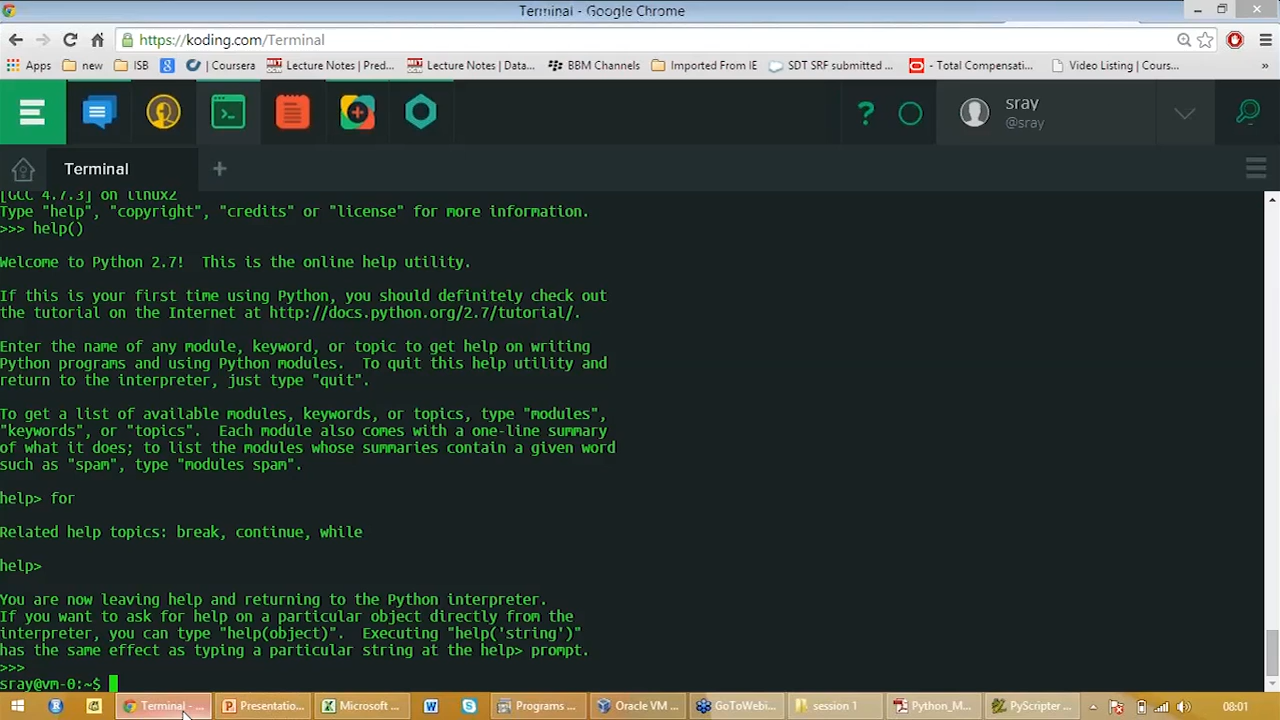 Terminal - Google Chrome
https://koding.com/Terminal
Apps new ISB Coursera Lecture Notes | Pred... Lecture Notes | Data... BBM Channels Imported From IE SDT SRF submitted ... - Total Compensati... Video Listing | Cours... »
sray
@sray
Terminal +
[GCC 4.7.3] on linux2
Type "help", "copyright", "credits" or "license" for more information.
>>> help()
Welcome to Python 2.7!  This is the online help utility.
If this is your first time using Python, you should definitely check out
the tutorial on the Internet at http://docs.python.org/2.7/tutorial/.
Enter the name of any module, keyword, or topic to get help on writing
Python programs and using Python modules.  To quit this help utility and
return to the interpreter, just type "quit".
To get a list of available modules, keywords, or topics, type "modules",
"keywords", or "topics".  Each module also comes with a one-line summary
of what it does; to list the modules whose summaries contain a given word
such as "spam", type "modules spam".
help> for
Related help topics: break, continue, while
help>
You are now leaving help and returning to the Python interpreter.
If you want to ask for help on a particular object directly from the
interpreter, you can type "help(object)".  Executing "help('string')"
has the same effect as typing a particular string at the help> prompt.
>>>
sray@vm-0:~$
Terminal - ... Presentatio... Microsoft ... Programs ... Oracle VM ... GoToWebi... session 1 Python_M... PyScripter ... 08:01